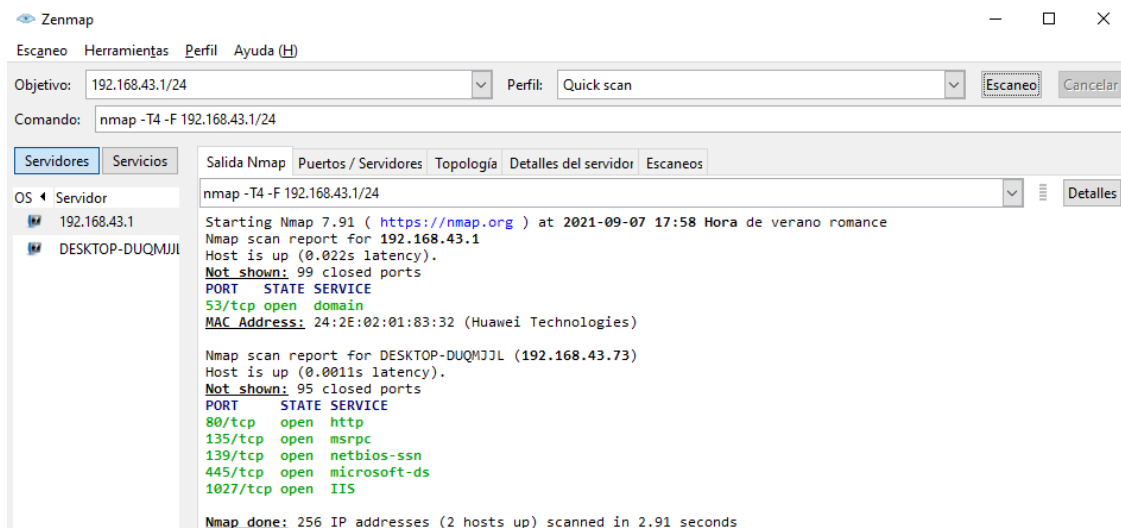 Zenmap
Escaneo Herramientas Perfil Ayuda (H)
Objetivo: 192.168.43.1/24 Perfil: Quick scan Escaneo Cancelar
Comando: nmap -T4 -F 192.168.43.1/24
Servidores Servicios Salida Nmap Puertos / Servidores Topología Detalles del servidor Escaneos
OS Servidor nmap -T4 -F 192.168.43.1/24 Detalles
192.168.43.1
DESKTOP-DUQMJJL
Starting Nmap 7.91 ( https://nmap.org ) at 2021-09-07 17:58 Hora de verano romance
Nmap scan report for 192.168.43.1
Host is up (0.022s latency).
Not shown: 99 closed ports
PORT STATE SERVICE
53/tcp open domain
MAC Address: 24:2E:02:01:83:32 (Huawei Technologies)
Nmap scan report for DESKTOP-DUQMJJL (192.168.43.73)
Host is up (0.0011s latency).
Not shown: 95 closed ports
PORT STATE SERVICE
80/tcp open http
135/tcp open msrpc
139/tcp open netbios-ssn
445/tcp open microsoft-ds
1027/tcp open IIS
Nmap done: 256 IP addresses (2 hosts up) scanned in 2.91 seconds